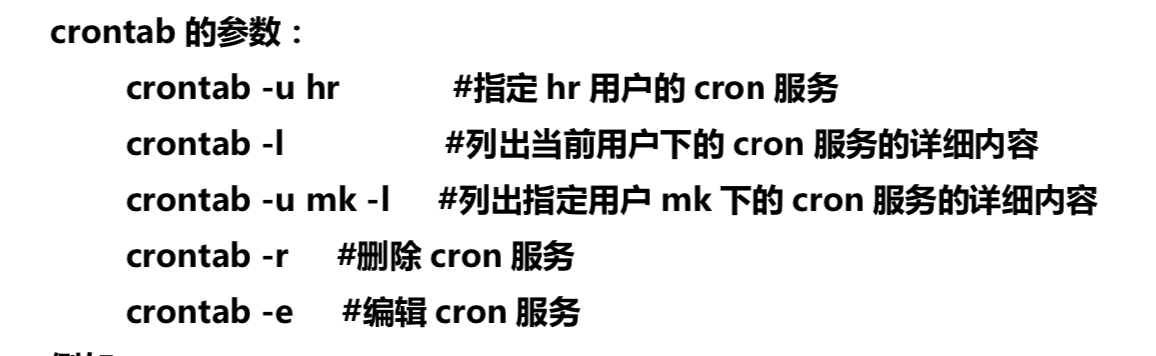 crontab 的参数：
crontab -u hr #指定 hr 用户的 cron 服务
crontab -l #列出当前用户下的 cron 服务的详细内容
crontab -u mk -l #列出指定用户 mk 下的 cron 服务的详细内容
crontab -r #删除 cron 服务
crontab -e #编辑 cron 服务